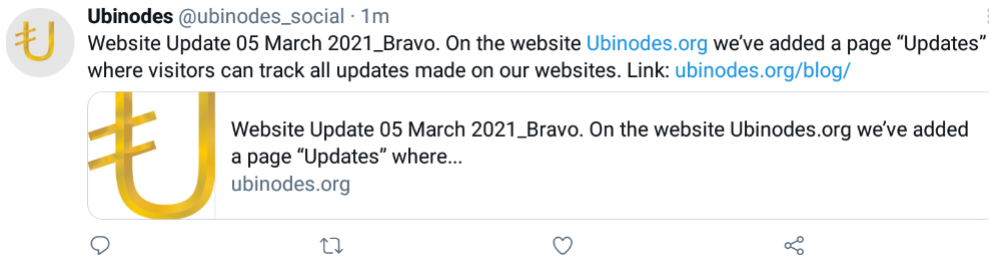 Ubinodes @ubinodes_social · 1m
Website Update 05 March 2021_Bravo. On the website Ubinodes.org we’ve added a page “Updates”
where visitors can track all updates made on our websites. Link: ubinodes.org/blog/
Website Update 05 March 2021_Bravo. On the website Ubinodes.org we’ve added
a page “Updates” where...
ubinodes.org